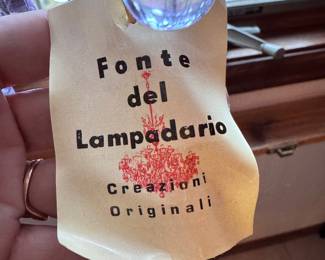 Fonte
del
Lampadario
Creazioni
Originali